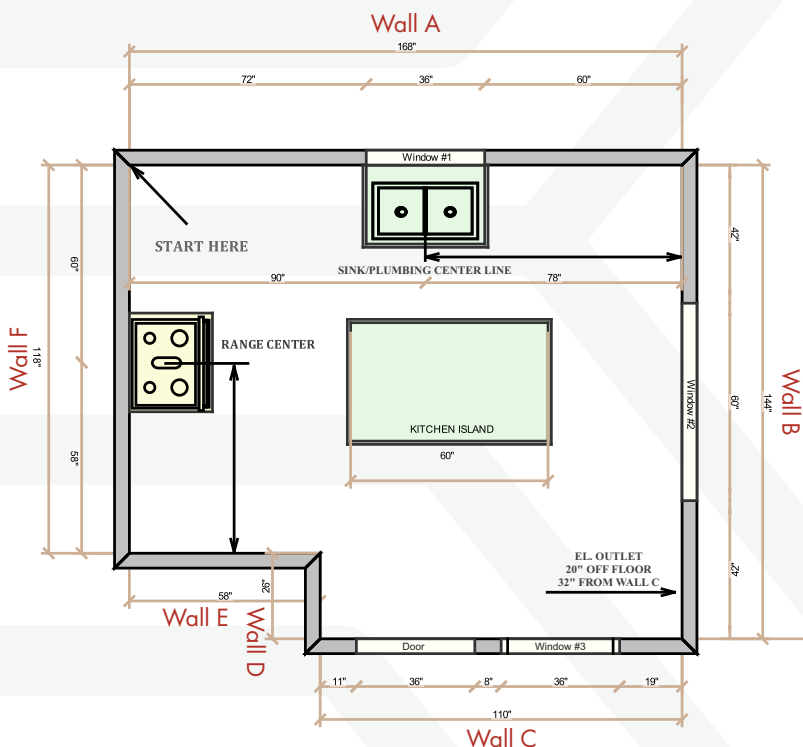 Wall A
168"
72"
36"
60"
Window #1
START HERE
SINK/PLUMBING CENTER LINE
90"
78"
42"
60"
RANGE CENTER
Wall F
118"
Window #2
60"
144"
Wall B
KITCHEN ISLAND
60"
58"
EL. OUTLET
20" OFF FLOOR
32" FROM WALL C
42"
26"
58"
Wall E
Wall D
Door
Window #3
11"
36"
8"
36"
19"
110"
Wall C